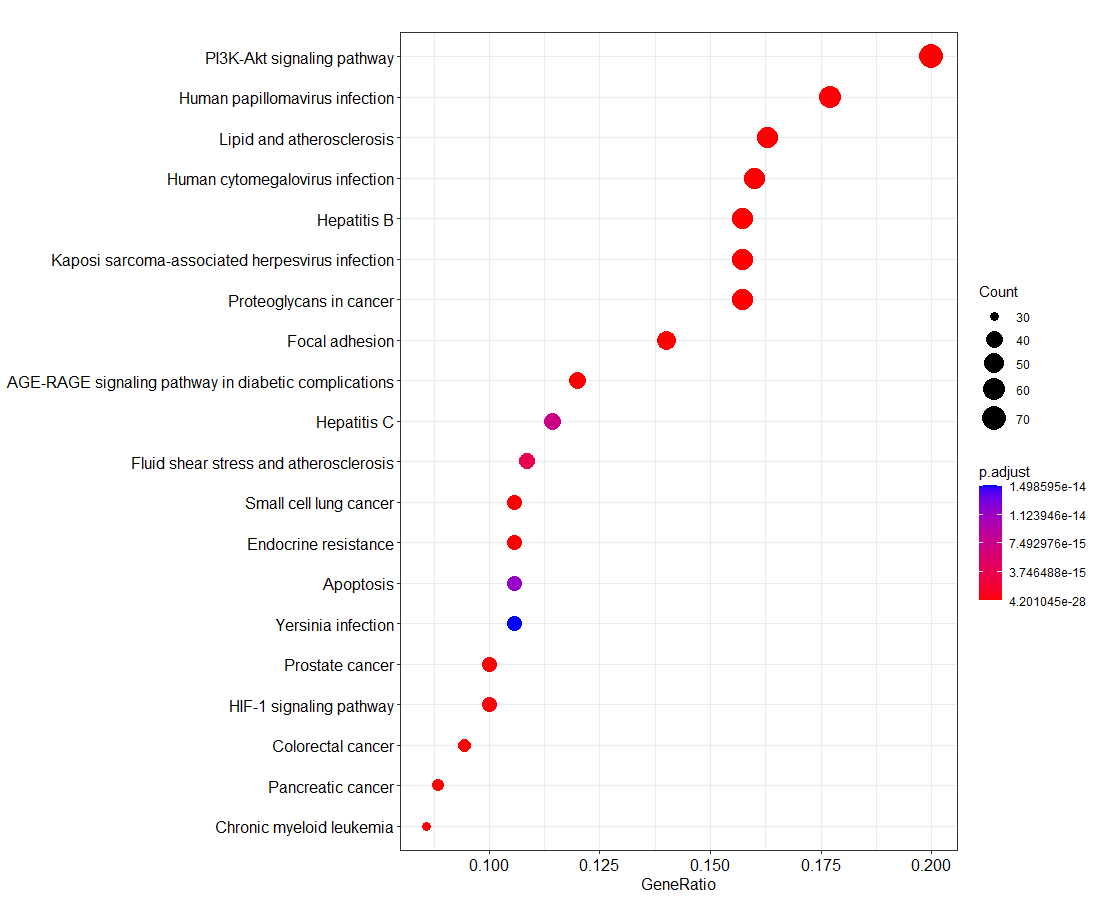 PI3K-Akt signaling pathway
Human papillomavirus infection
Lipid and atherosclerosis
Human cytomegalovirus infection
Hepatitis B
Kaposi sarcoma-associated herpesvirus infection
Proteoglycans in cancer
Focal adhesion
AGE-RAGE signaling pathway in diabetic complications
Hepatitis C
Fluid shear stress and atherosclerosis
Small cell lung cancer
Endocrine resistance
Apoptosis
Yersinia infection
Prostate cancer
HIF-1 signaling pathway
Colorectal cancer
Pancreatic cancer
Chronic myeloid leukemia
0.100 0.125 0.150 0.175 0.200
GeneRatio
Count
30
40
50
60
70
p.adjust
1.498595e-14
1.123946e-14
7.492976e-15
3.746488e-15
4.201045e-28